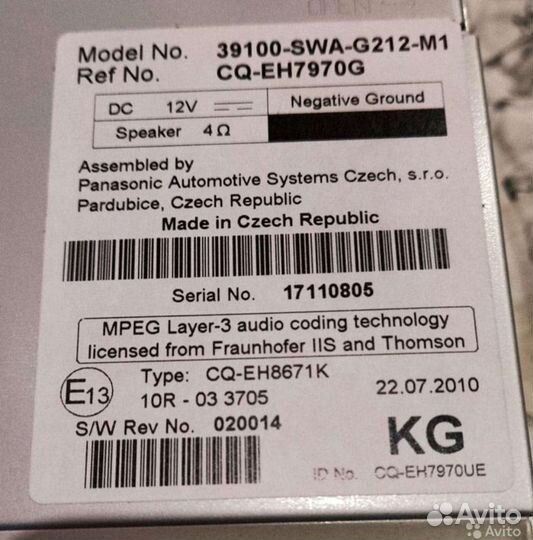 OPEN
Model No. 39100-SWA-G212-M1
Ref No. CQ-EH7970G
DC 12V Negative Ground
Speaker 4Ω
Assembled by
Panasonic Automotive Systems Czech, s.r.o.
Pardubice, Czech Republic
Made in Czech Republic
Serial No. 17110805
MPEG Layer-3 audio coding technology
licensed from Fraunhofer IIS and Thomson
E13 Type: CQ-EH8671K 22.07.2010
10R - 03 3705
S/W Rev No. 020014 KG
ID No. CQ-EH7970UE
Avito
Avito